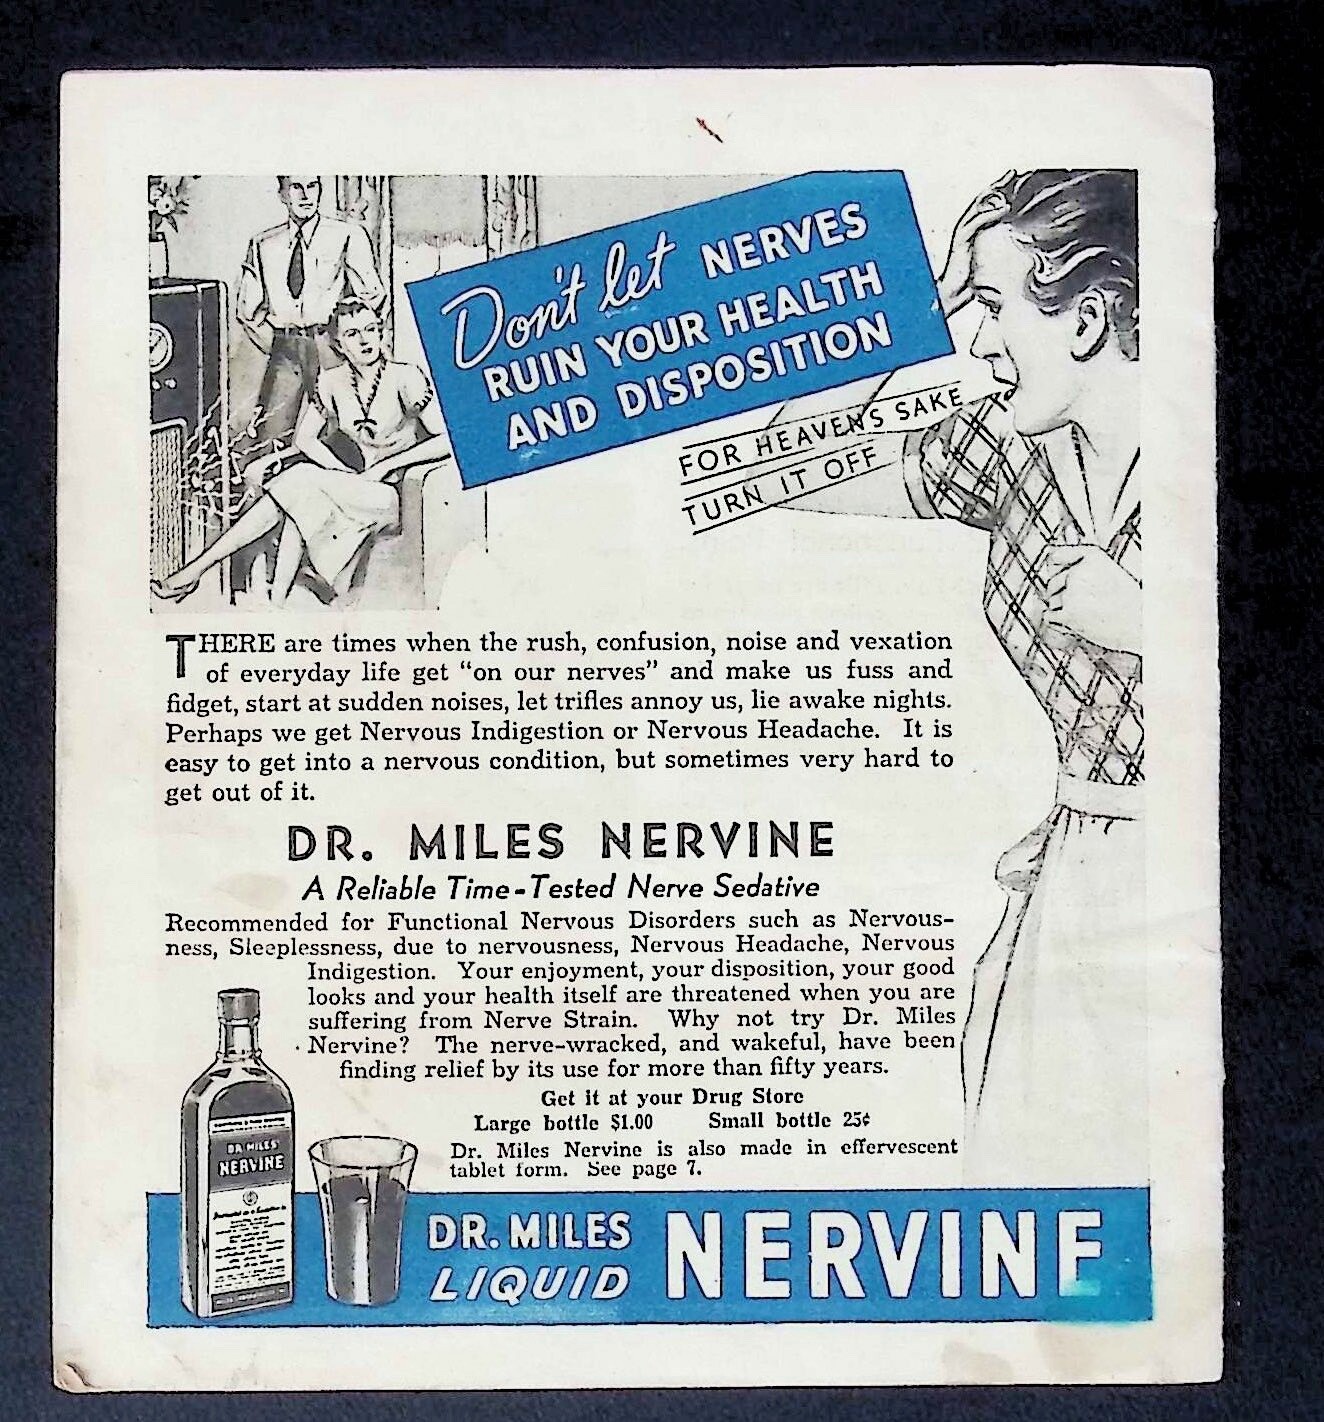 Don't let NERVES
RUIN YOUR HEALTH
AND DISPOSITION
FOR HEAVENS SAKE
TURN IT OFF
THERE are times when the rush, confusion, noise and vexation
of everyday life get "on our nerves" and make us fuss and
fidget, start at sudden noises, let trifles annoy us, lie awake nights.
Perhaps we get Nervous Indigestion or Nervous Headache. It is
easy to get into a nervous condition, but sometimes very hard to
get out of it.
DR. MILES NERVINE
A Reliable Time-Tested Nerve Sedative
Recommended for Functional Nervous Disorders such as Nervous-
ness, Sleeplessness, due to nervousness, Nervous Headache, Nervous
Indigestion. Your enjoyment, your disposition, your good
looks and your health itself are threatened when you are
suffering from Nerve Strain. Why not try Dr. Miles
Nervine? The nerve-wracked, and wakeful, have been
finding relief by its use for more than fifty years.
Get it at your Drug Store
Large bottle $1.00 Small bottle 25¢
Dr. Miles Nervine is also made in effervescent
tablet form. See page 7.
DR. MILES'
NERVINE
DR. MILES
LIQUID
NERVINE